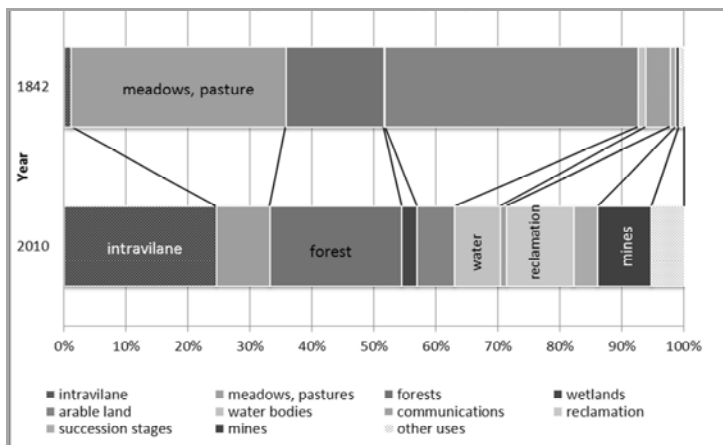 1842
meadows, pasture
Year
2010
intravilane
forest
water
reclamation
mines
0% 10% 20% 30% 40% 50% 60% 70% 80% 90% 100%
intravilane meadows, pastures forests wetlands
arable land water bodies communications reclamation
succession stages mines other uses